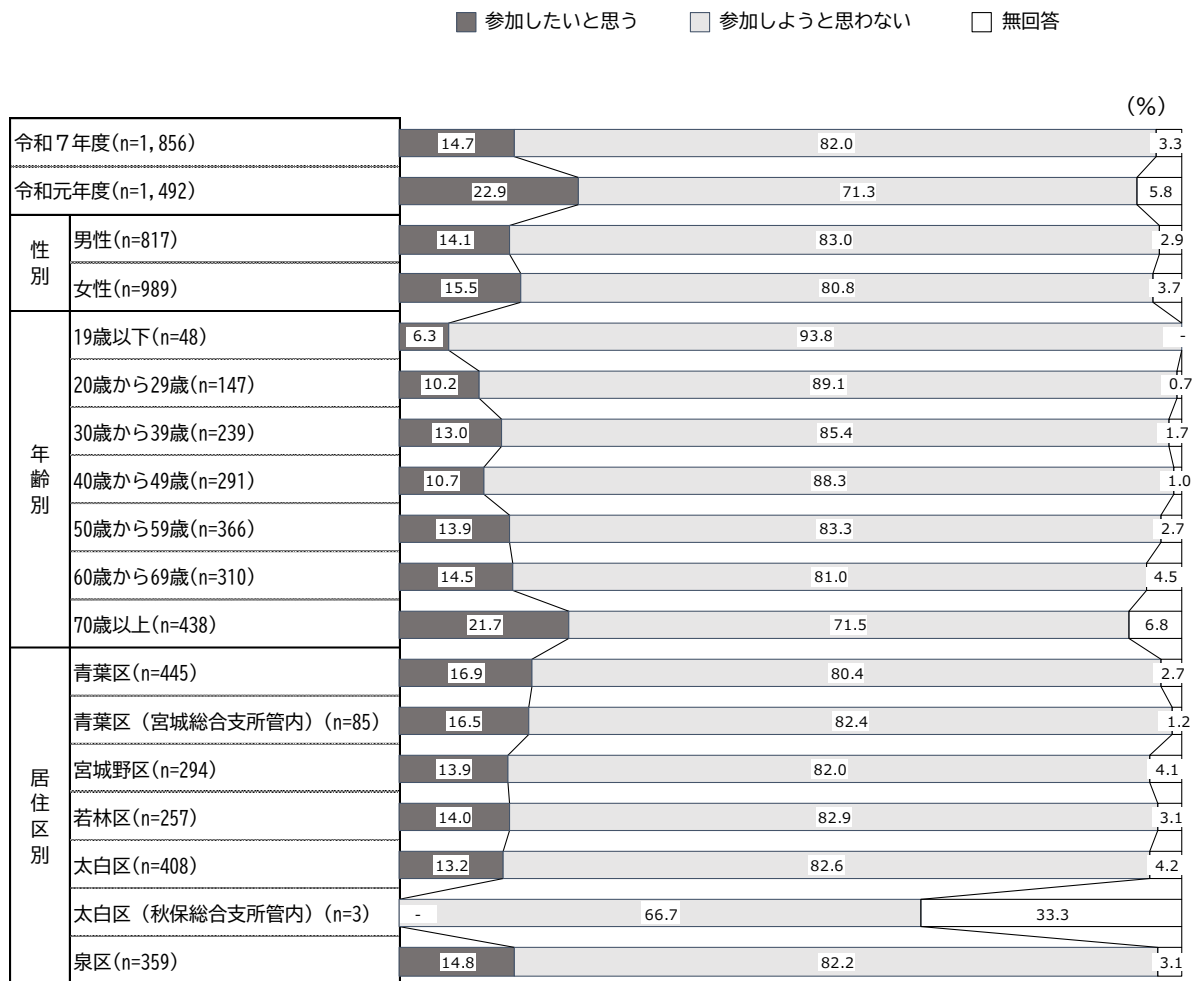 参加したいと思う 参加しようと思わない 無回答
(%)
令和７年度(n=1,856) 14.7 82.0 3.3
令和元年度(n=1,492) 22.9 71.3 5.8
性別
男性(n=817) 14.1 83.0 2.9
女性(n=989) 15.5 80.8 3.7
年齢別
19歳以下(n=48) 6.3 93.8 -
20歳から29歳(n=147) 10.2 89.1 0.7
30歳から39歳(n=239) 13.0 85.4 1.7
40歳から49歳(n=291) 10.7 88.3 1.0
50歳から59歳(n=366) 13.9 83.3 2.7
60歳から69歳(n=310) 14.5 81.0 4.5
70歳以上(n=438) 21.7 71.5 6.8
居住区別
青葉区(n=445) 16.9 80.4 2.7
青葉区（宮城総合支所管内）(n=85) 16.5 82.4 1.2
宮城野区(n=294) 13.9 82.0 4.1
若林区(n=257) 14.0 82.9 3.1
太白区(n=408) 13.2 82.6 4.2
太白区（秋保総合支所管内）(n=3) - 66.7 33.3
泉区(n=359) 14.8 82.2 3.1